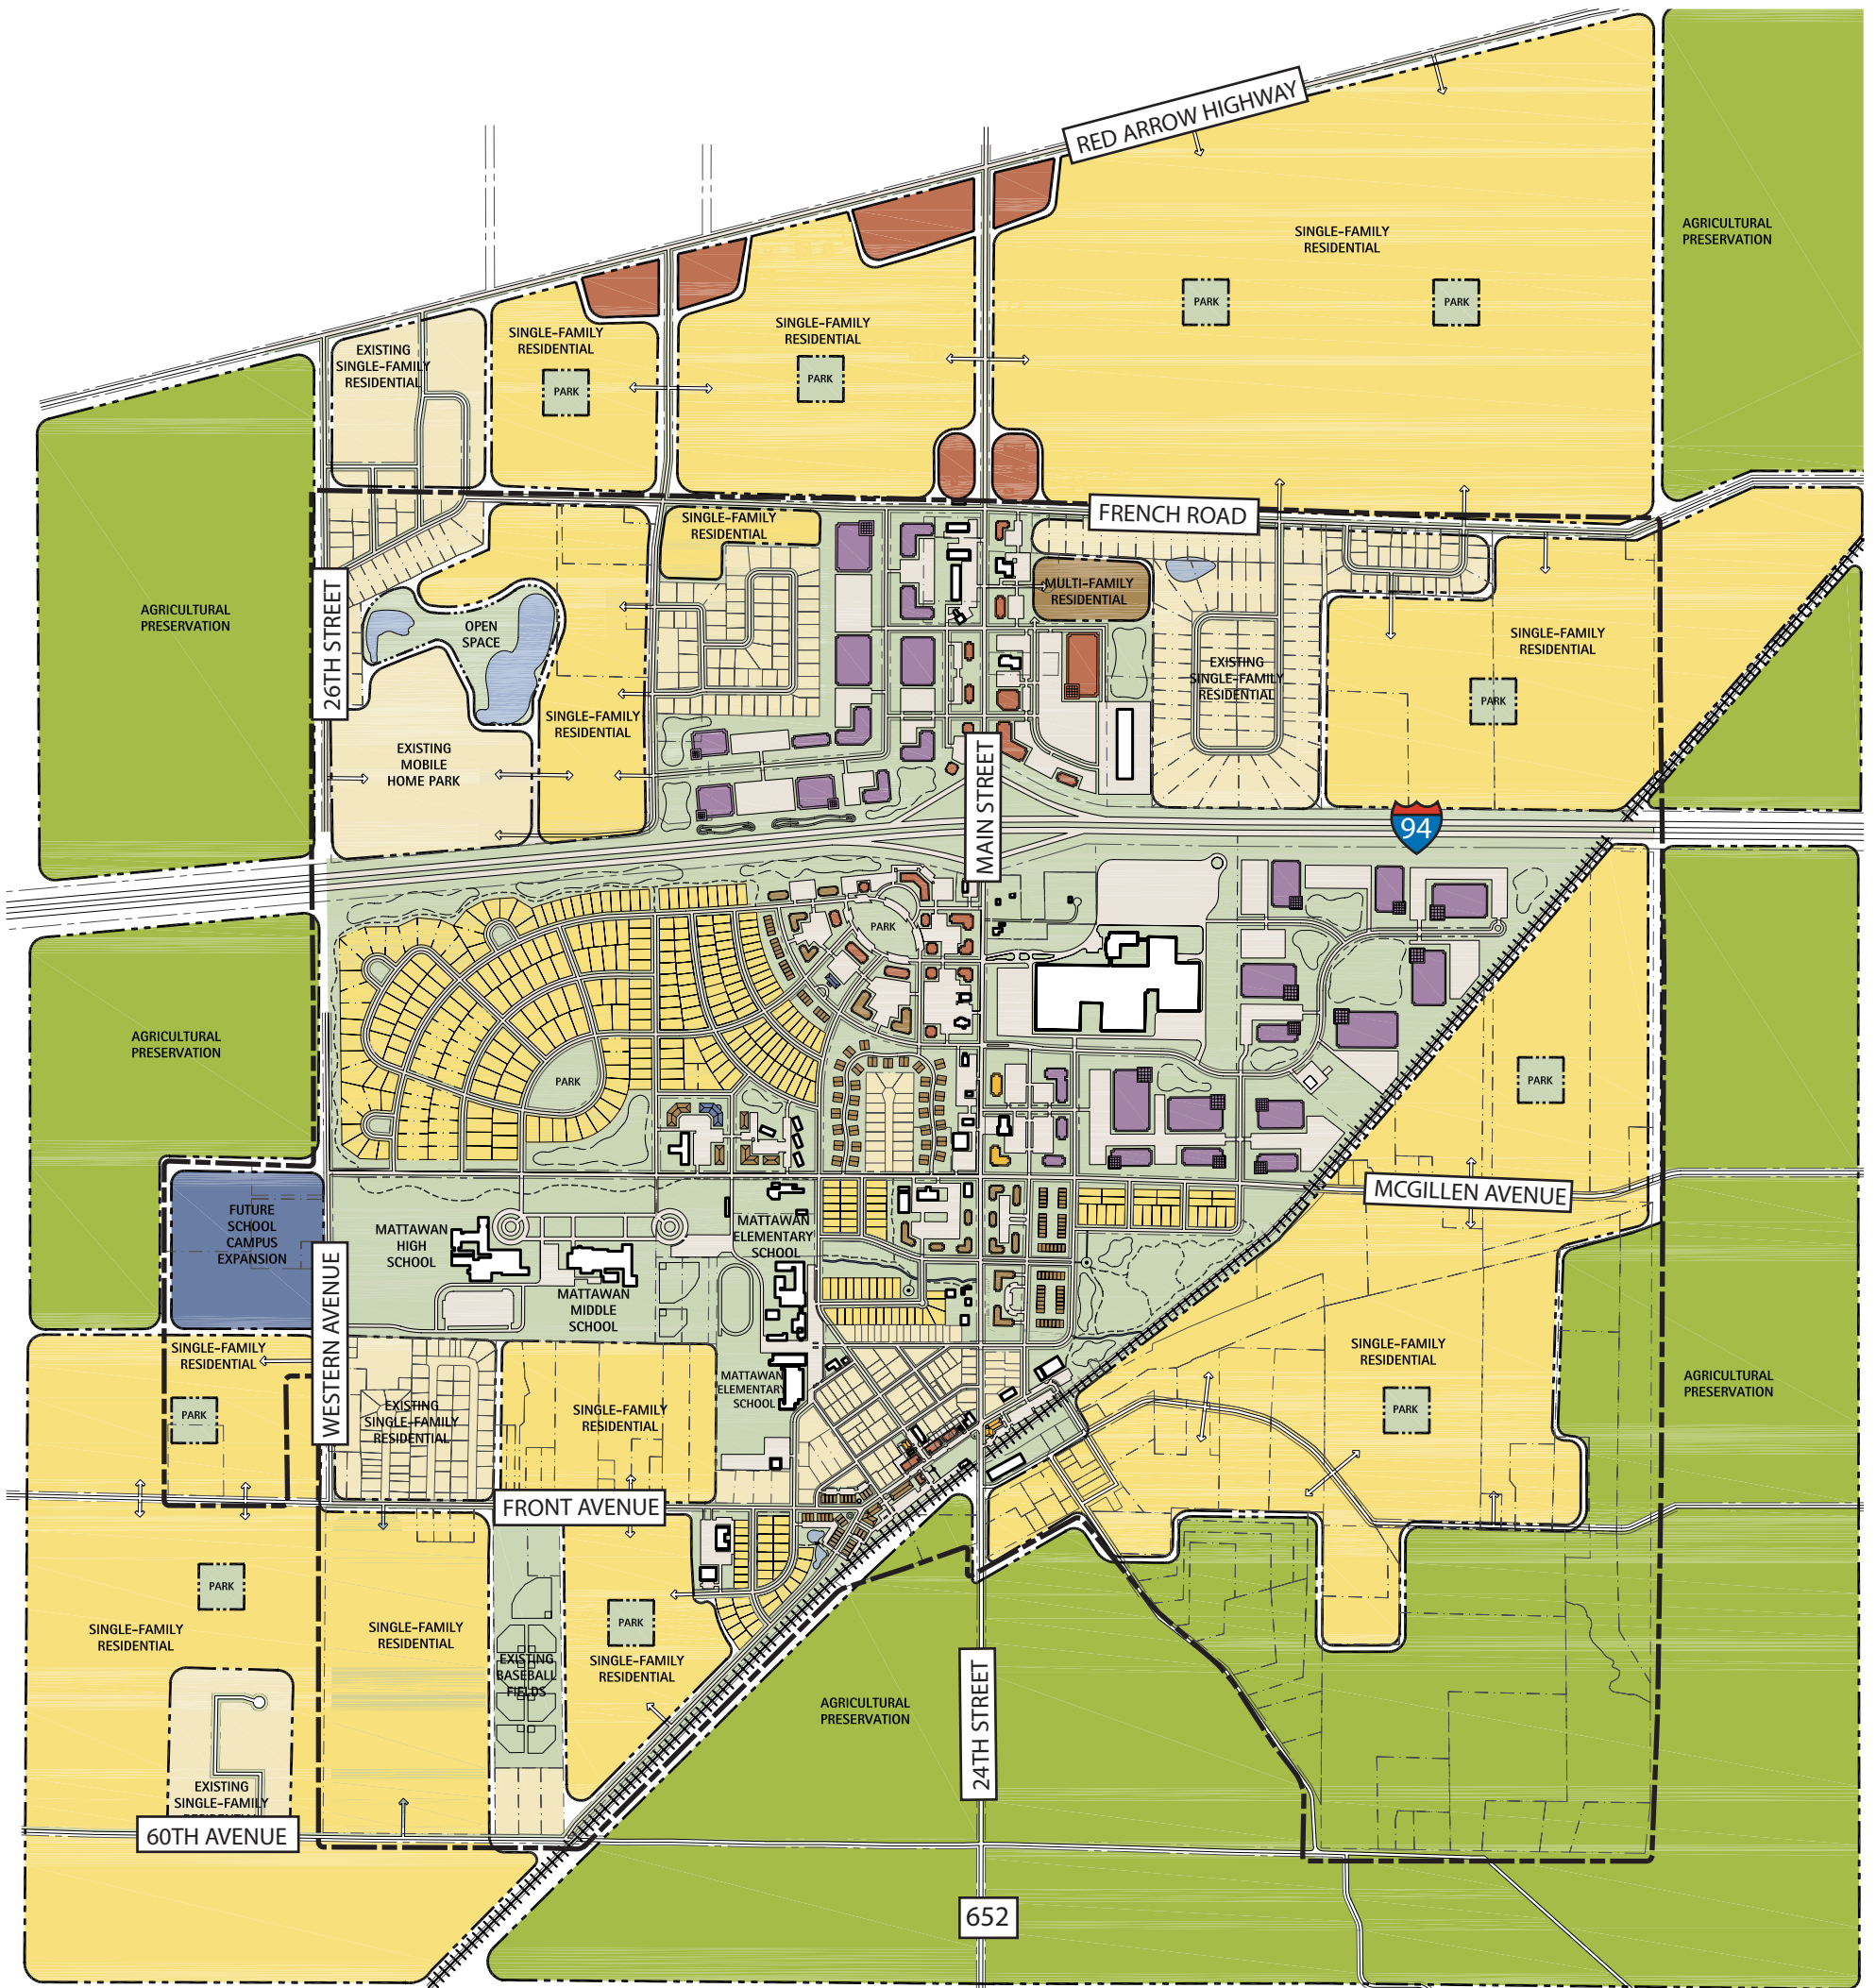 RED ARROW HIGHWAY
AGRICULTURAL
PRESERVATION
SINGLE-FAMILY
RESIDENTIAL
PARK
PARK
SINGLE-FAMILY
RESIDENTIAL
PARK
SINGLE-FAMILY
RESIDENTIAL
PARK
EXISTING
SINGLE-FAMILY
RESIDENTIAL
FRENCH ROAD
SINGLE-FAMILY
RESIDENTIAL
MULTI-FAMILY
RESIDENTIAL
26TH STREET
AGRICULTURAL
PRESERVATION
OPEN
SPACE
SINGLE-FAMILY
RESIDENTIAL
EXISTING
SINGLE-FAMILY
RESIDENTIAL
PARK
SINGLE-FAMILY
RESIDENTIAL
EXISTING
MOBILE
HOME PARK
MAIN STREET
94
PARK
AGRICULTURAL
PRESERVATION
PARK
PARK
MCGILLEN AVENUE
FUTURE
SCHOOL
CAMPUS
EXPANSION
MATTAWAN
HIGH
SCHOOL
MATTAWAN
ELEMENTARY
SCHOOL
MATTAWAN
MIDDLE
SCHOOL
WESTERN AVENUE
SINGLE-FAMILY
RESIDENTIAL
PARK
EXISTING
SINGLE-FAMILY
RESIDENTIAL
SINGLE-FAMILY
RESIDENTIAL
MATTAWAN
ELEMENTARY
SCHOOL
SINGLE-FAMILY
RESIDENTIAL
PARK
AGRICULTURAL
PRESERVATION
FRONT AVENUE
PARK
SINGLE-FAMILY
RESIDENTIAL
SINGLE-FAMILY
RESIDENTIAL
EXISTING
BASEBALL
FIELDS
PARK
SINGLE-FAMILY
RESIDENTIAL
AGRICULTURAL
PRESERVATION
24TH STREET
EXISTING
SINGLE-FAMILY
RESIDENTIAL
60TH AVENUE
652